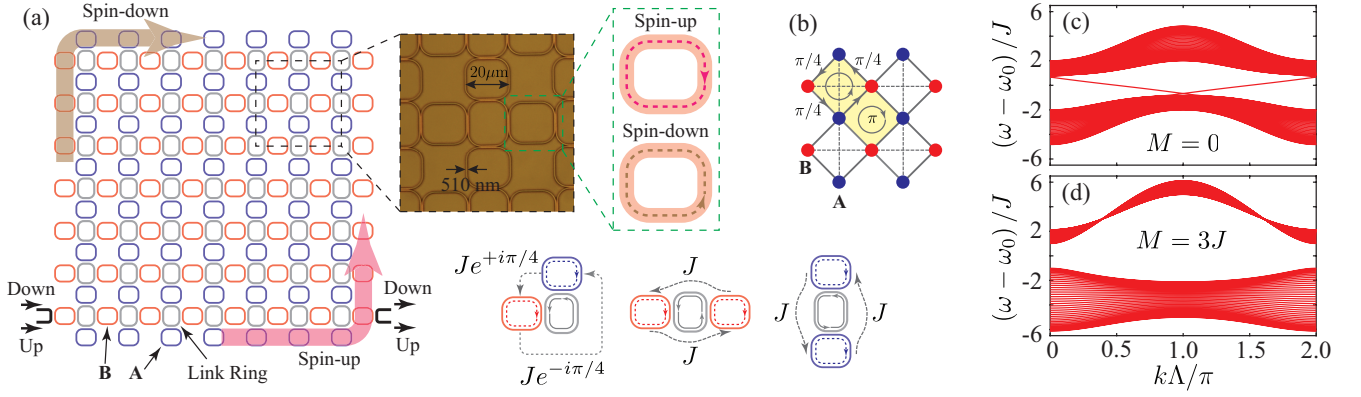 (a)
Spin-down
20μm
510 nm
Spin-up
Spin-down
Down
Up
B
A
Link Ring
Spin-up
Down
Up
Je^{+iπ/4}
Je^{-iπ/4}
J
J
J
J
(b)
π/4
π/4
π/4
π
B
A
(c)
(ω − ω₀)/J
6
2
-2
-6
M = 0
(d)
(ω − ω₀)/J
6
2
-2
-6
M = 3J
0
0.5
1.0
1.5
2.0
kΛ/π